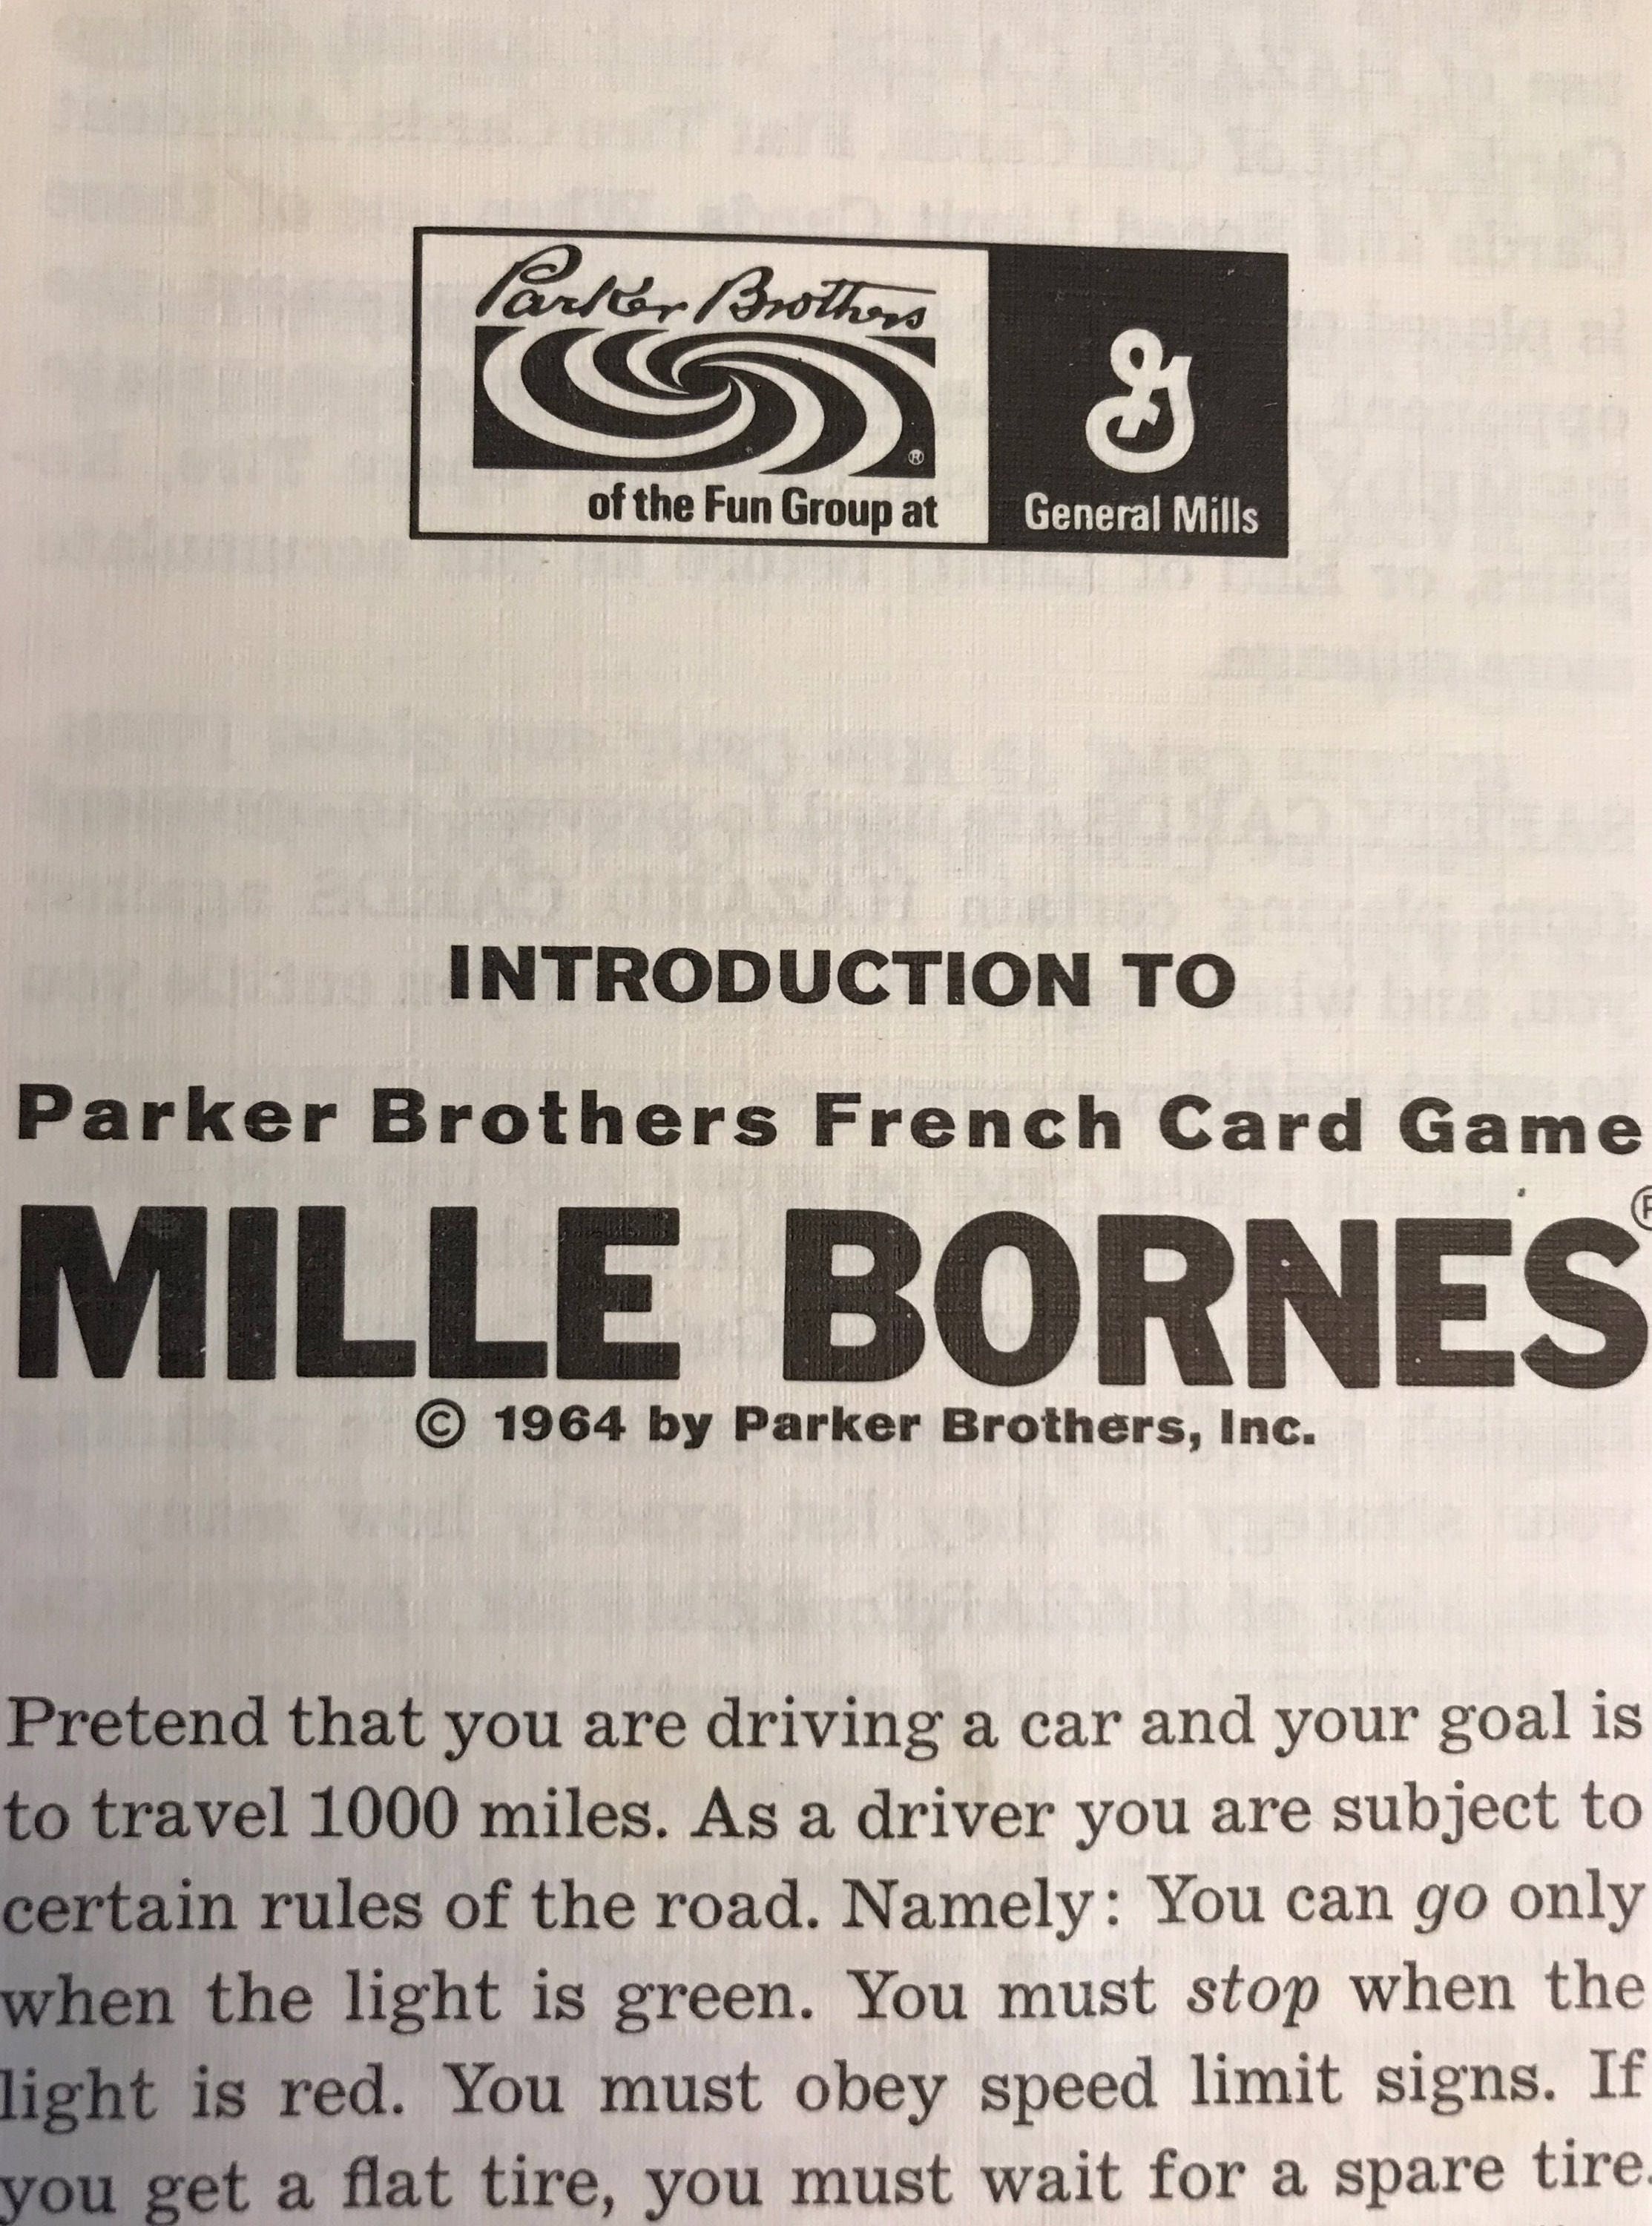 Parker Brothers
®
of the Fun Group at
General Mills
INTRODUCTION TO
Parker Brothers French Card Game
MILLE BORNES®
© 1964 by Parker Brothers, Inc.
Pretend that you are driving a car and your goal is
to travel 1000 miles. As a driver you are subject to
certain rules of the road. Namely: You can go only
when the light is green. You must stop when the
light is red. You must obey speed limit signs. If
you get a flat tire, you must wait for a spare tire.